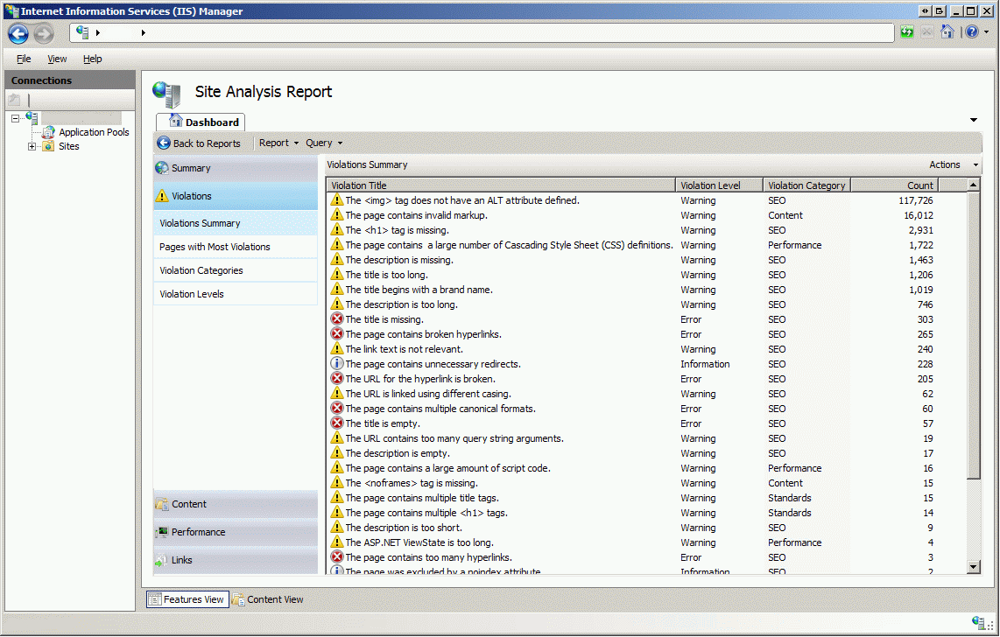 Internet Information Services (IIS) Manager
File View Help
Connections
Application Pools
Sites
Site Analysis Report
Dashboard
Back to Reports Report Query
Summary
Violations
Violations Summary
Pages with Most Violations
Violation Categories
Violation Levels
Content
Performance
Links
Violations Summary Actions
Violation Title Violation Level Violation Category Count
The <img> tag does not have an ALT attribute defined. Warning SEO 117,726
The page contains invalid markup. Warning Content 16,012
The <h1> tag is missing. Warning SEO 2,931
The page contains  a large number of Cascading Style Sheet (CSS) definitions. Warning Performance 1,722
The description is missing. Warning SEO 1,463
The title is too long. Warning SEO 1,206
The title begins with a brand name. Warning SEO 1,019
The description is too long. Warning SEO 746
The title is missing. Error SEO 303
The page contains broken hyperlinks. Error SEO 265
The link text is not relevant. Warning SEO 240
The page contains unnecessary redirects. Information SEO 228
The URL for the hyperlink is broken. Error SEO 205
The URL is linked using different casing. Warning SEO 62
The page contains multiple canonical formats. Error SEO 60
The title is empty. Error SEO 57
The URL contains too many query string arguments. Warning SEO 19
The description is empty. Warning SEO 17
The page contains a large amount of script code. Warning Performance 16
The <noframes> tag is missing. Warning Content 15
The page contains multiple title tags. Warning Standards 15
The page contains multiple <h1> tags. Warning Standards 14
The description is too short. Warning SEO 9
The ASP.NET ViewState is too long. Warning Performance 4
The page contains too many hyperlinks. Error SEO 3
The page was excluded by a noindex attribute Information SEO 2
Features View Content View